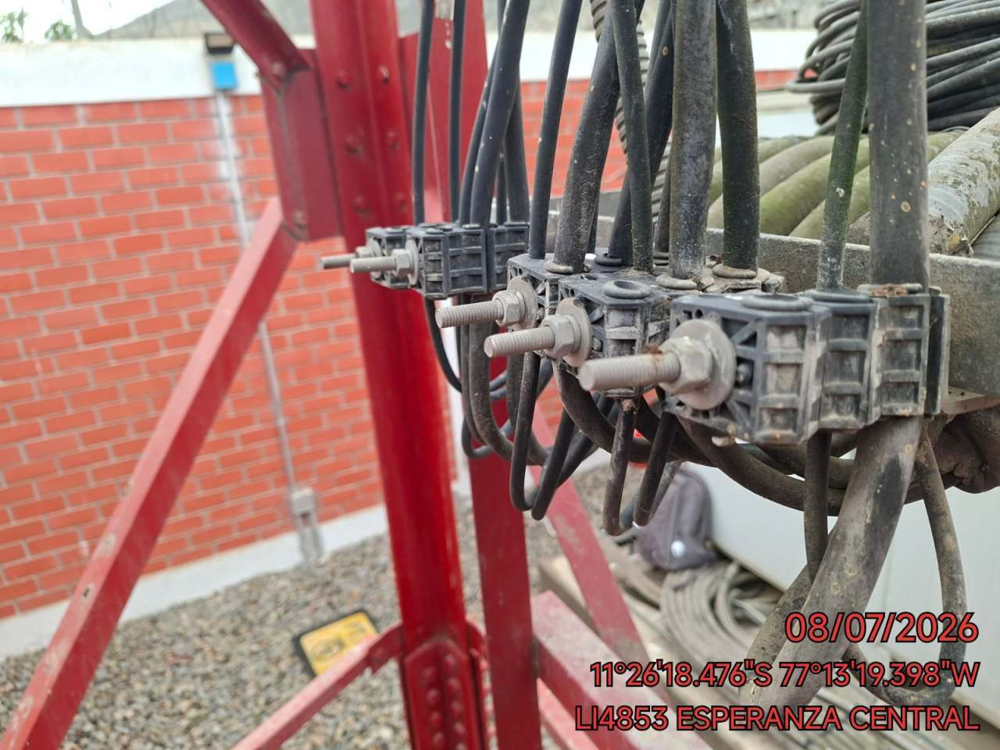 08/07/2026
11°26'18.476"S 77°13'19.398"W
LI4853 ESPERANZA CENTRAL